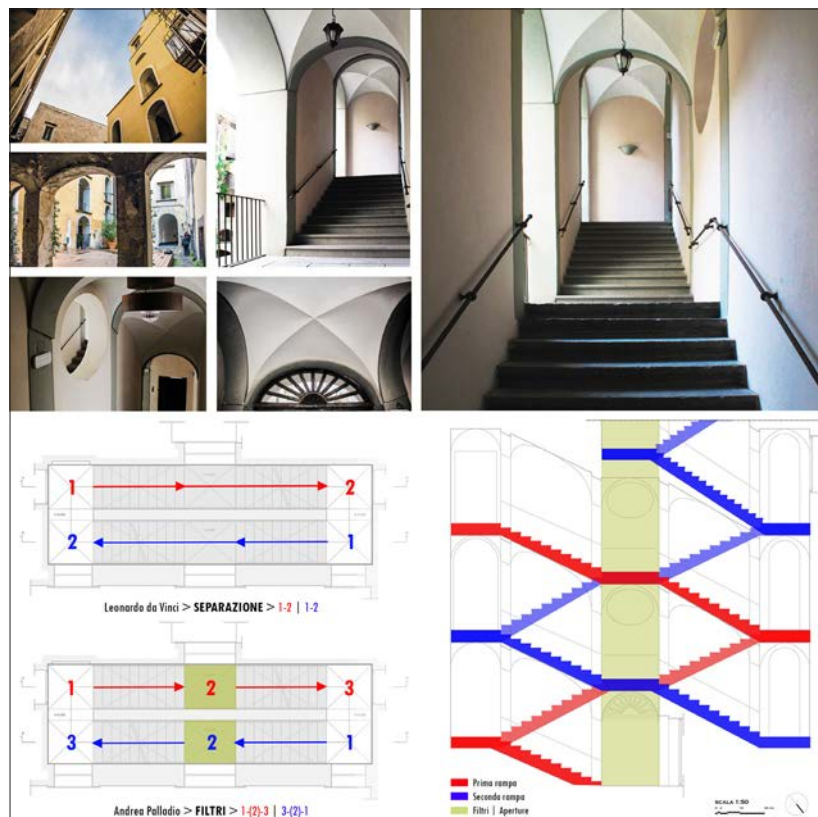 1
2
2
1
Leonardo da Vinci > SEPARAZIONE > 1-2 | 1-2
1
2
3
3
2
1
Andrea Palladio > FILTRI > 1-(2)-3 | 3-(2)-1
Prima rampa
Seconda rampa
Filtri | Aperture
SCALA 1:50